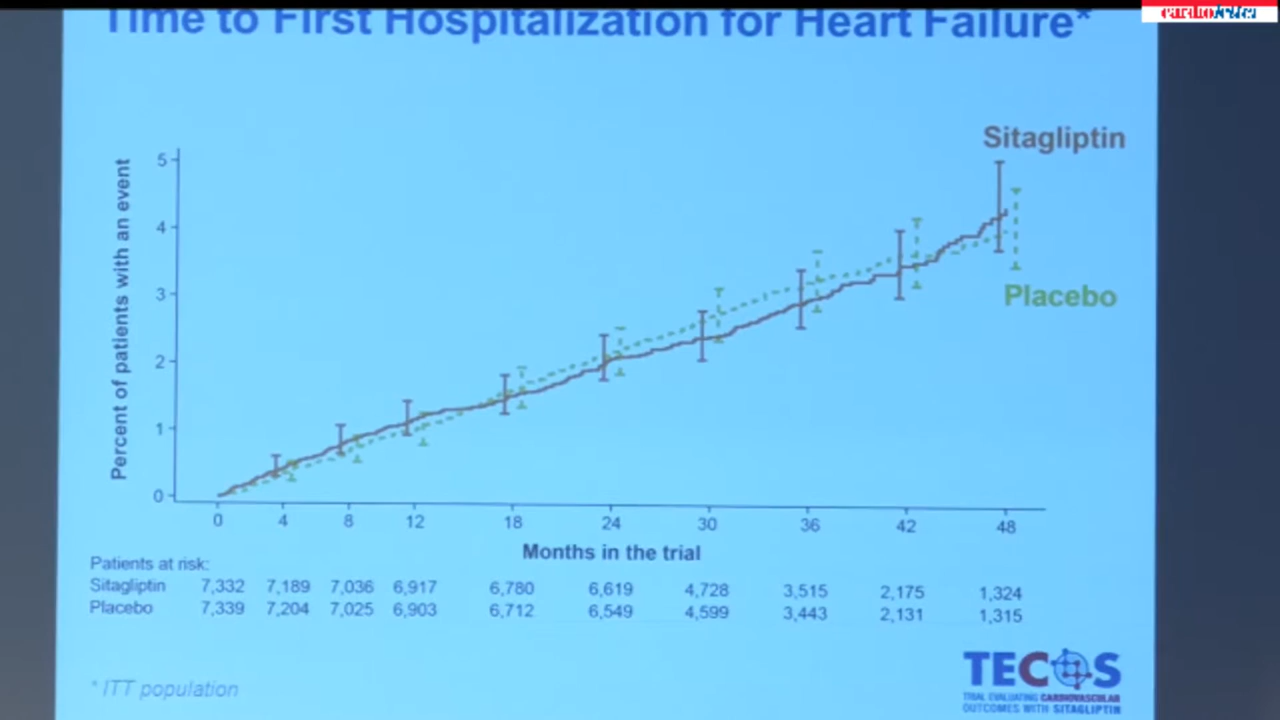 Time to First Hospitalization for Heart Failure*
Sitagliptin
Placebo
Percent of patients with an event
5
4
3
2
1
0
0 4 8 12 18 24 30 36 42 48
Months in the trial
Patients at risk:
Sitagliptin 7,332 7,189 7,036 6,917 6,780 6,619 4,728 3,515 2,175 1,324
Placebo 7,339 7,204 7,025 6,903 6,712 6,549 4,599 3,443 2,131 1,315
* ITT population
TECOS
TRIAL EVALUATING CARDIOVASCULAR
OUTCOMES WITH SITAGLIPTIN